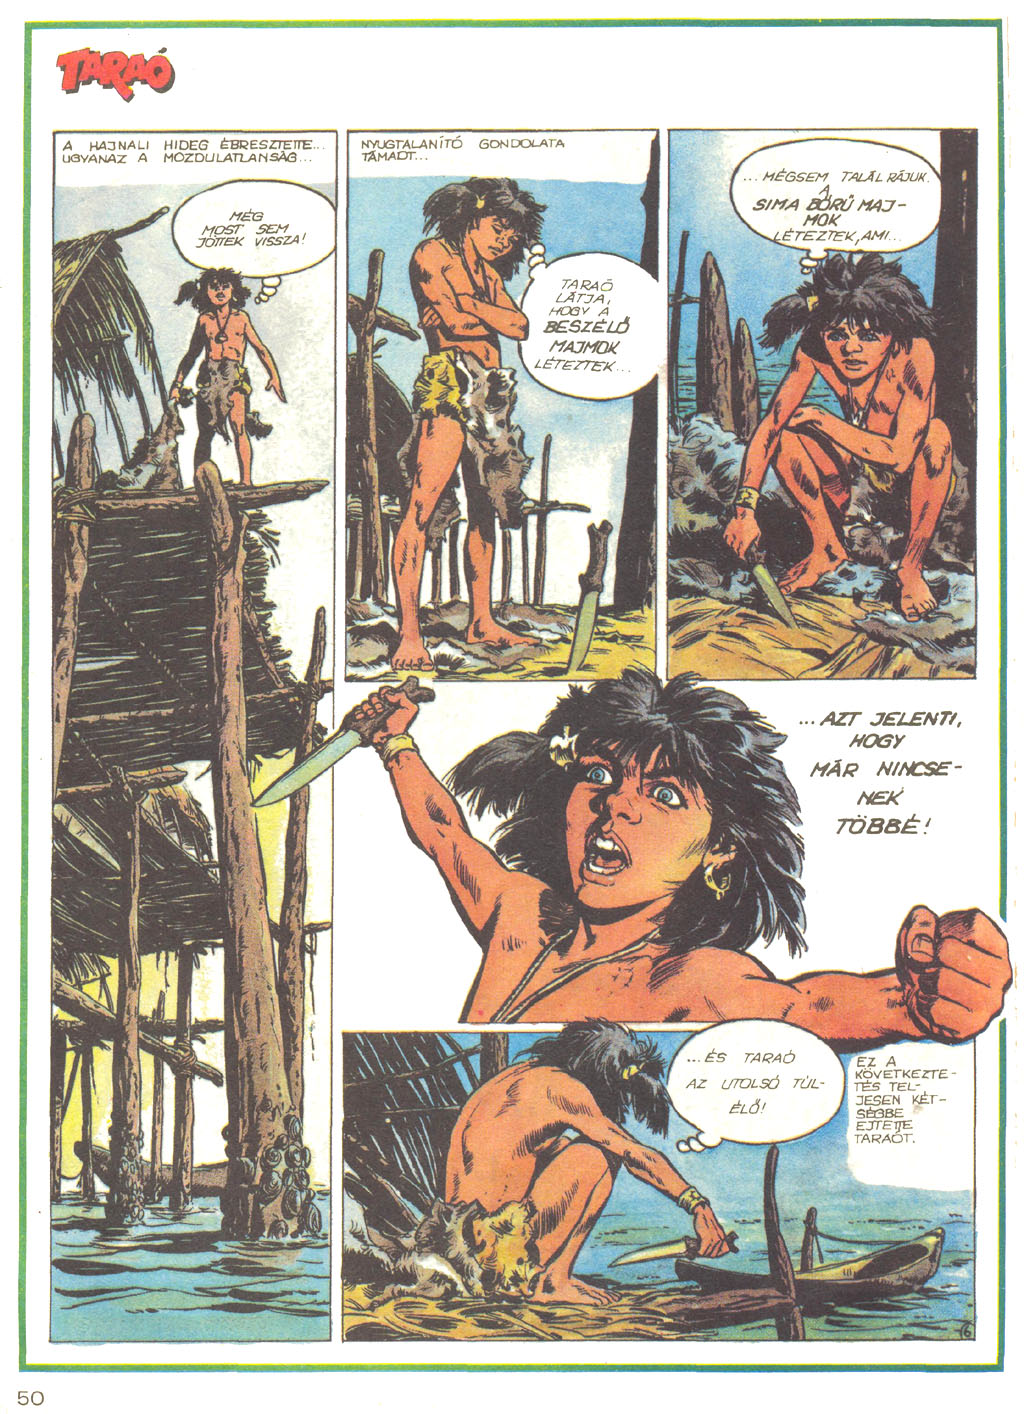 TARAÓ
A HAJNALI HIDEG ÉBRESZTETTE...
UGYANAZ A MOZDULATLANSÁG...
MÉG
MOST SEM
JÖTTEK VISSZA!
NYUGTALANÍTÓ GONDOLATA
TÁMADT...
TARAÓ
LÁTJA,
HOGY A
BESZÉLŐ
MAJMOK
LÉTEZTEK...
... MÉGSEM TALÁL RÁJUK.
A
SIMA BŐRŰ MAJ-
MOK
LÉTEZTEK, AMI...
... AZT JELENTI,
HOGY
MÁR NINCSE-
NEK
TÖBBÉ!
...ÉS TARAÓ
AZ UTOLSÓ TÚL-
ÉLŐ!
EZ A
KÖVETKEZTE-
TÉS TEL-
JESEN KÉT-
SÉGBE
EJTETTE
TARAÓT.
6
50